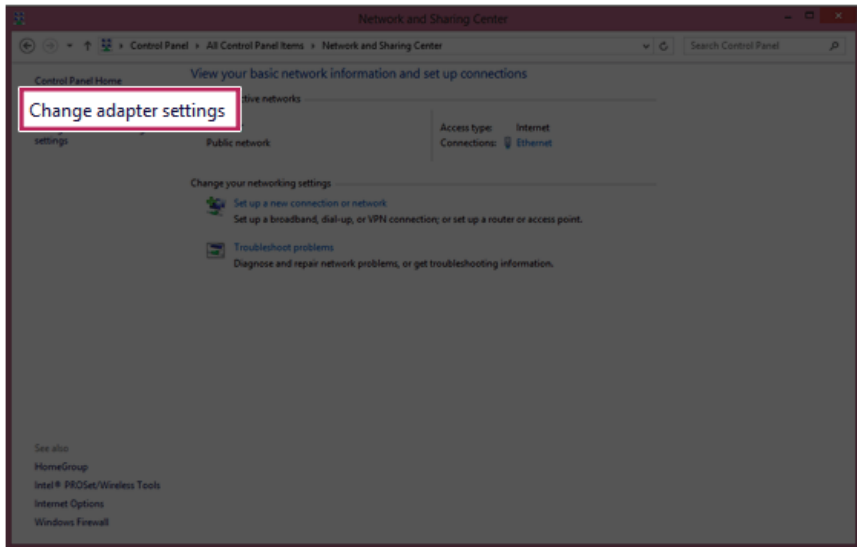 Network and Sharing Center
Control Panel > All Control Panel Items > Network and Sharing Center
Search Control Panel
Control Panel Home
View your basic network information and set up connections
Change adapter settings
tive networks
settings
Access type: Internet
Public network
Connections: Ethernet
Change your networking settings
Set up a new connection or network
Set up a broadband, dial-up, or VPN connection; or set up a router or access point.
Troubleshoot problems
Diagnose and repair network problems, or get troubleshooting information.
See also
HomeGroup
Intel® PROSet/Wireless Tools
Internet Options
Windows Firewall